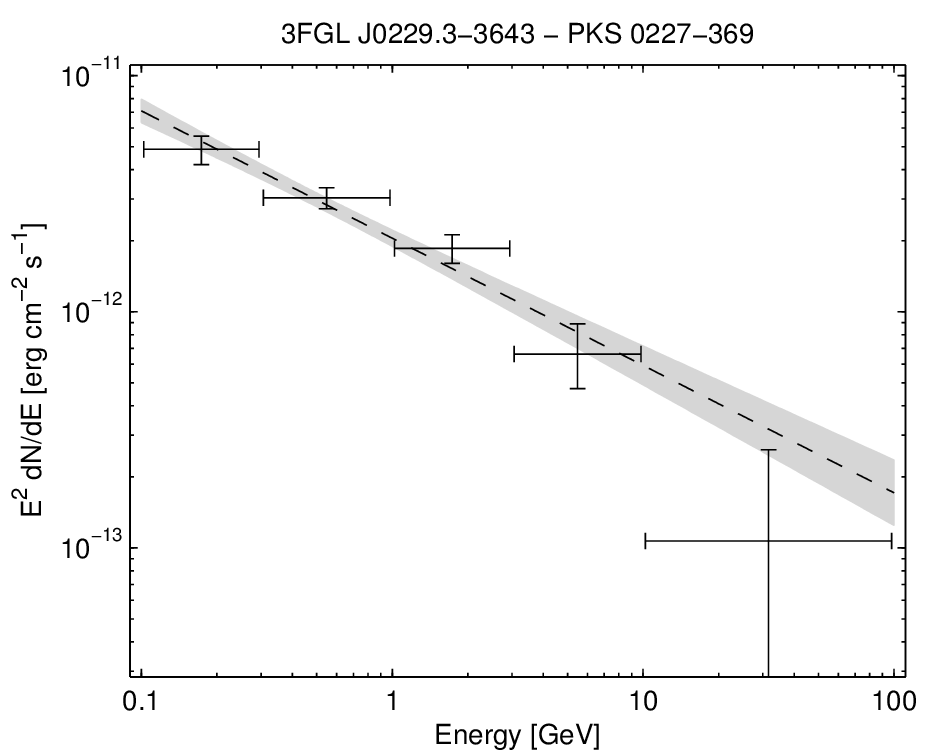 3FGL J0229.3−3643 − PKS 0227−369
10⁻¹¹
10⁻¹²
10⁻¹³
E² dN/dE [erg cm⁻² s⁻¹]
0.1 1 10 100
Energy [GeV]